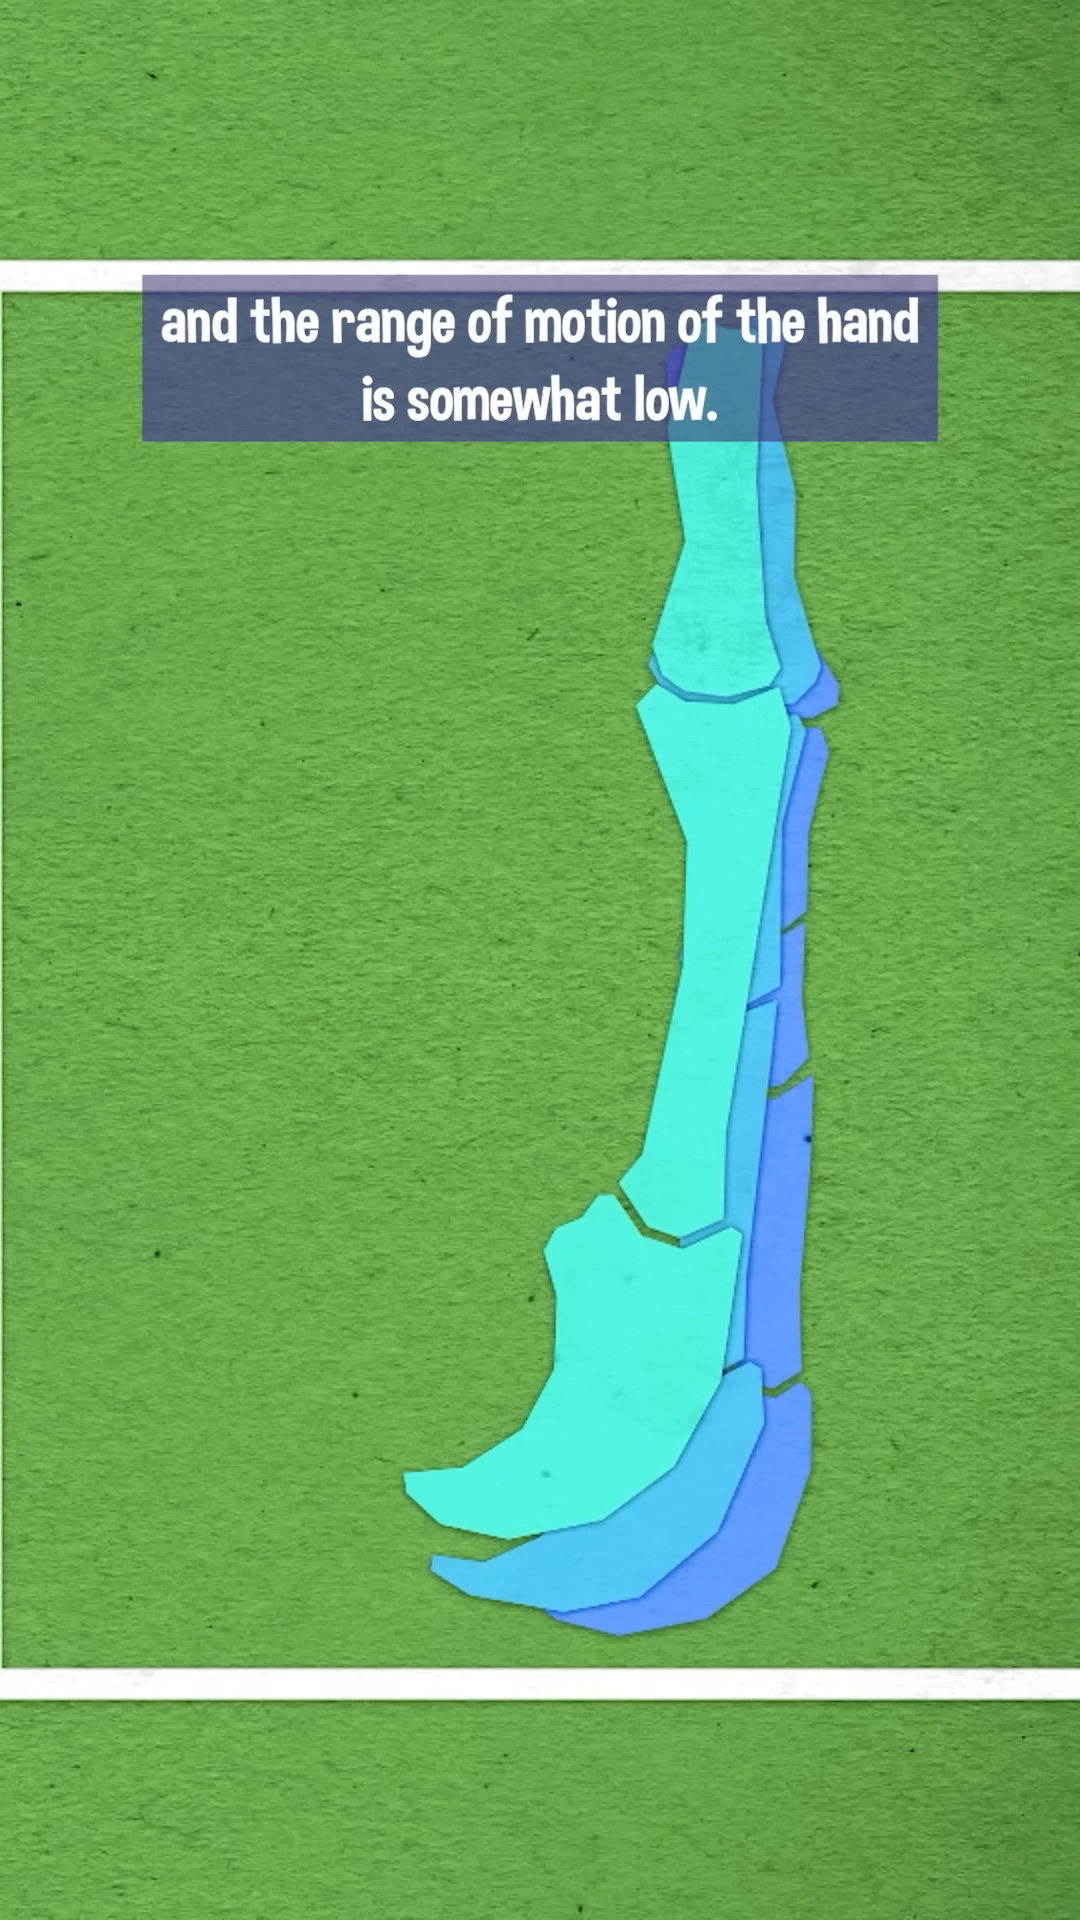 and the range of motion of the hand
is somewhat low.